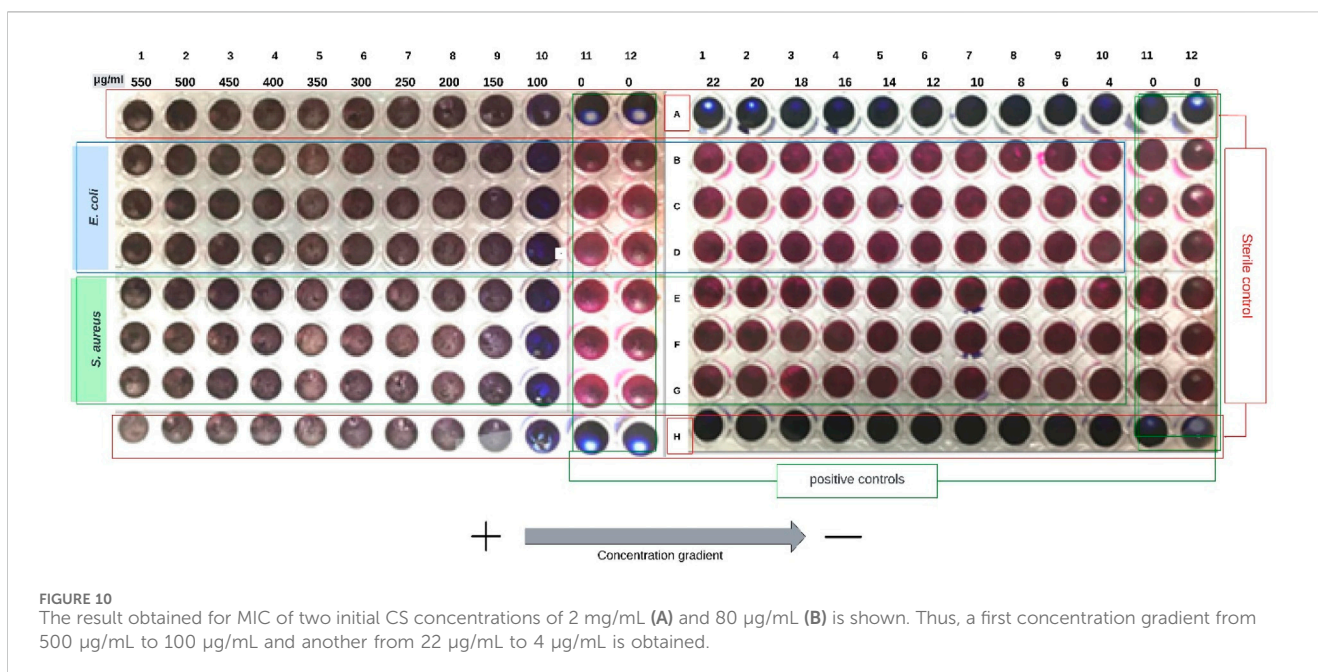 1 2 3 4 5 6 7 8 9 10 11 12 1 2 3 4 5 6 7 8 9 10 11 12
µg/ml 550 500 450 400 350 300 250 200 150 100 0 0 22 20 18 16 14 12 10 8 6 4 0 0
A
B
E. coli
C
D
Sterile control
E
S. aureus
F
G
H
positive controls
+ Concentration gradient —
FIGURE 10
The result obtained for MIC of two initial CS concentrations of 2 mg/mL (A) and 80 µg/mL (B) is shown. Thus, a first concentration gradient from
500 µg/mL to 100 µg/mL and another from 22 µg/mL to 4 µg/mL is obtained.